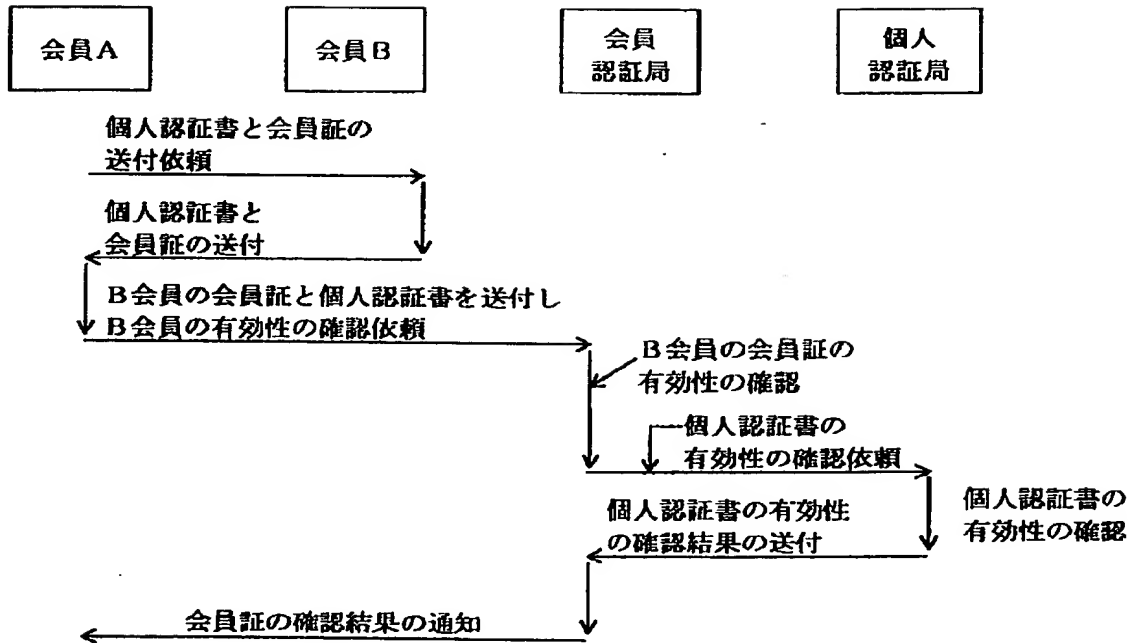 会員A
会員B
会員
認証局
個人
認証局
個人認証書と会員証の
送付依頼
個人認証書と
会員証の送付
B会員の会員証と個人認証書を送付し
B会員の有効性の確認依頼
B会員の会員証の
有効性の確認
個人認証書の
有効性の確認依頼
個人認証書の有効性
の確認結果の送付
個人認証書の
有効性の確認
会員証の確認結果の通知